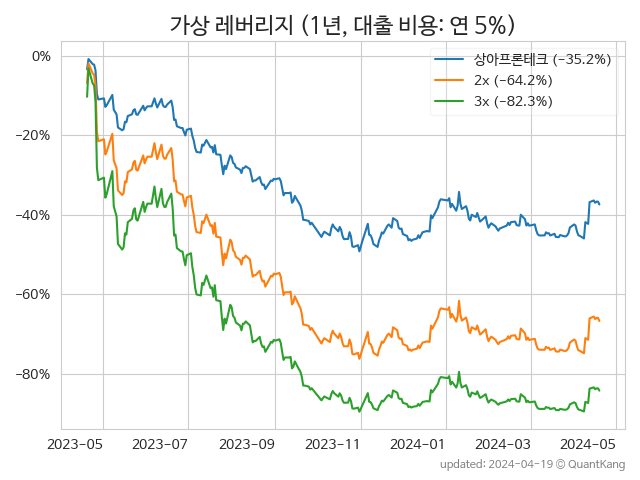 가상 레버리지 (1년, 대출 비용: 연 5%)
상아프론테크 (−35.2%)
2x (−64.2%)
3x (−82.3%)
0%
−20%
−40%
−60%
−80%
2023-05 2023-07 2023-09 2023-11 2024-01 2024-03 2024-05
updated: 2024-04-19 © QuantKang